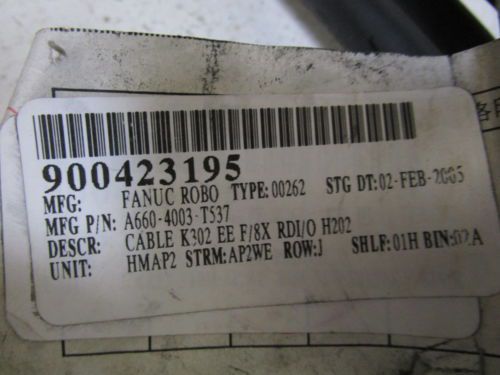 900423195
MFG: FANUC ROBO TYPE: 00262 STG DT: 02-FEB-2005
MFG P/N: A660-4003-T537
DESCR: CABLE K302 EE F/8X RDI/O H202
UNIT: HMAP2 STRM: AP2WE ROW: J SHLF: 01H BIN: 02A